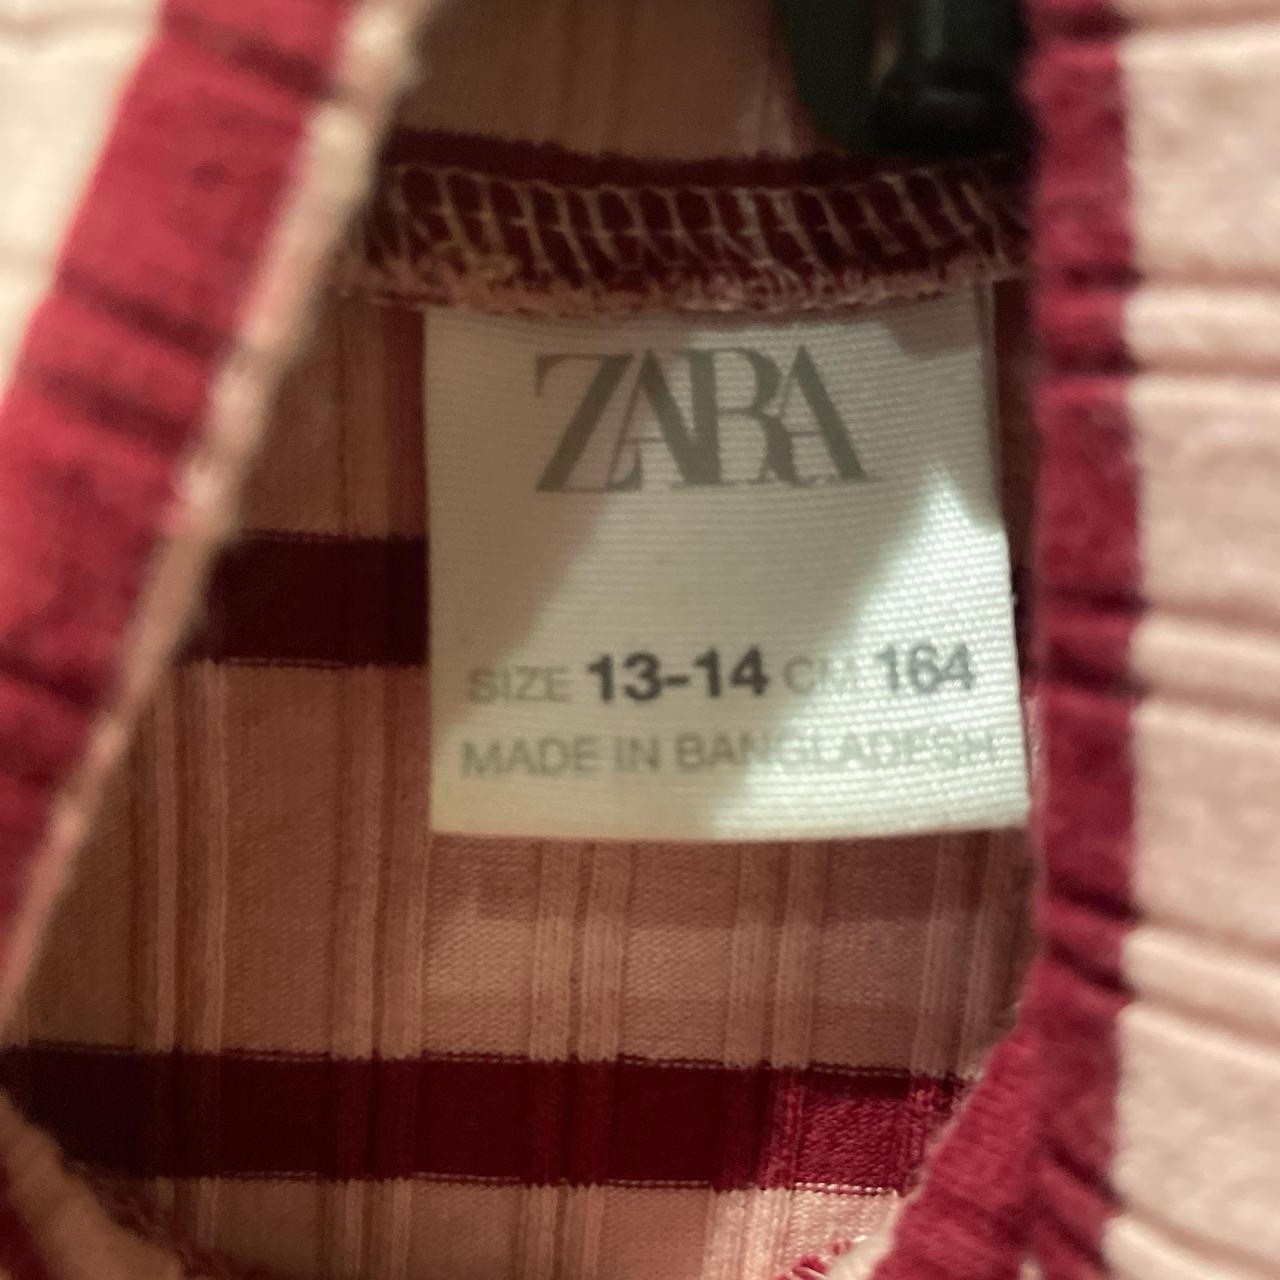 ZARA
SIZE 13-14 CM 164
MADE IN BANGLADESH